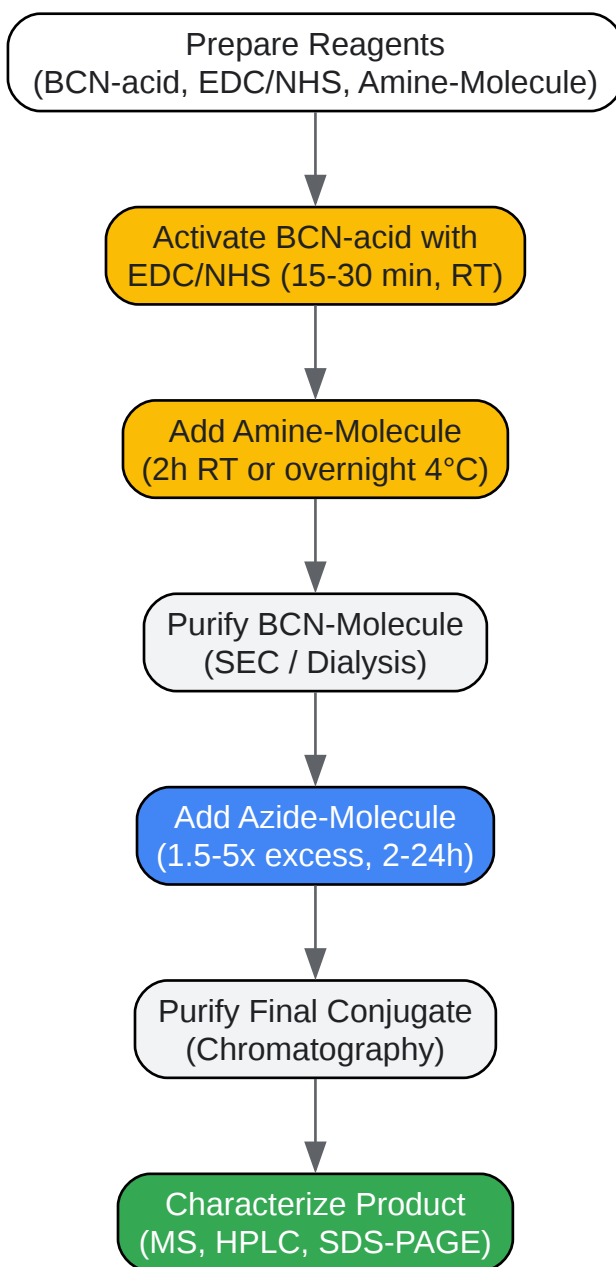 Prepare Reagents
(BCN-acid, EDC/NHS, Amine-Molecule)
Activate BCN-acid with
EDC/NHS (15-30 min, RT)
Add Amine-Molecule
(2h RT or overnight 4°C)
Purify BCN-Molecule
(SEC / Dialysis)
Add Azide-Molecule
(1.5-5x excess, 2-24h)
Purify Final Conjugate
(Chromatography)
Characterize Product
(MS, HPLC, SDS-PAGE)